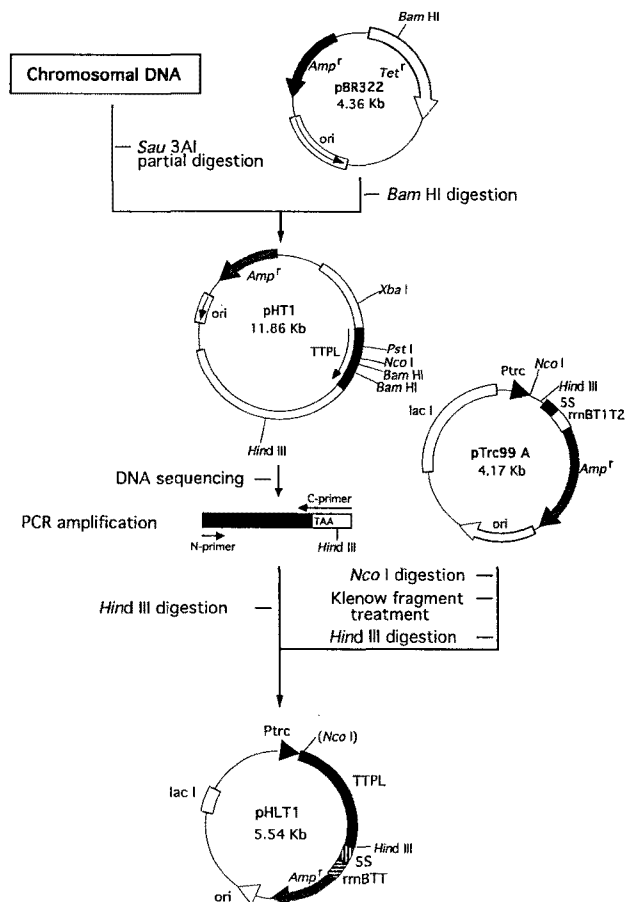 Bam HI
Chromosomal DNA
Amp r
Tet r
pBR322
4.36 Kb
ori
Sau 3AI
partial digestion
Bam HI digestion
Amp r
Xba I
ori
pHT1
11.86 Kb
TTPL
Pst I
Nco I
Bam HI
Bam HI
Hind III
Ptrc
Nco I
Hind III
5S
rrnBT1T2
lac I
pTrc99 A
4.17 Kb
Amp r
ori
DNA sequencing
C-primer
PCR amplification
TAA
N-primer
Hind III
Nco I digestion
Hind III digestion
Klenow fragment
treatment
Hind III digestion
Ptrc
(Nco I)
TTPL
lac I
pHLT1
5.54 Kb
Hind III
5S
rrnBTT
Amp r
ori